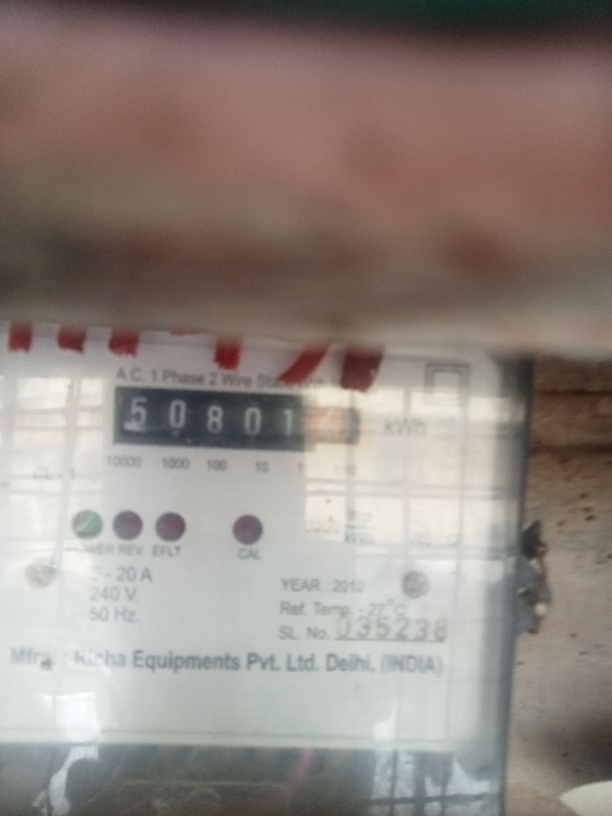 A.C. 1 Phase 2 Wire
50801
kWh
10000 1000 100 10 1
POWER REV. EFLT CAL
- 20 A
240 V.
50 Hz.
YEAR : 2012
Ref. Temp. - 27°C
SL. No. 035238
Equipments Pvt. Ltd. Delhi. (INDIA)